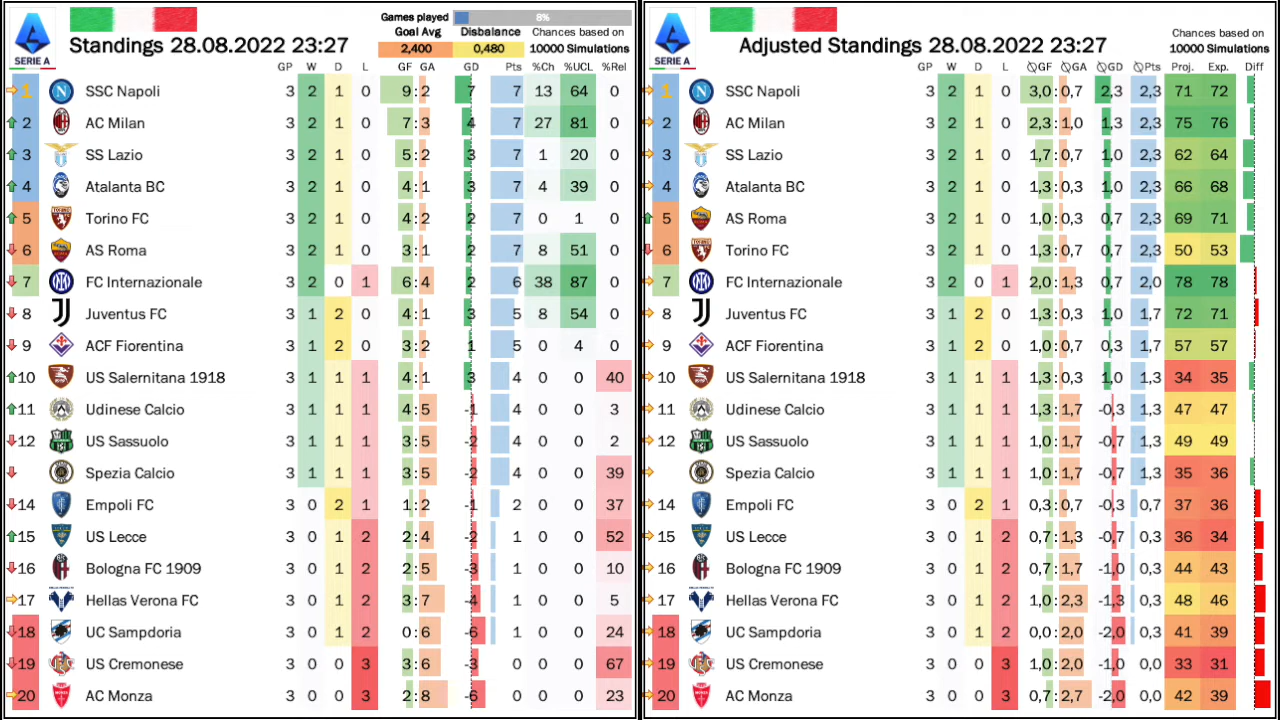 Games played 8%
Goal Avg Disbalance Chances based on
Standings 28.08.2022 23:27 2,400 0,480 10000 Simulations
SERIE A
GP W D L GF GA GD Pts %Ch %UCL %Rel
1 SSC Napoli 3 2 1 0 9:2 7 7 13 64 0
2 AC Milan 3 2 1 0 7:3 4 7 27 81 0
3 SS Lazio 3 2 1 0 5:2 3 7 1 20 0
4 Atalanta BC 3 2 1 0 4:1 3 7 4 39 0
5 Torino FC 3 2 1 0 4:2 2 7 0 1 0
6 AS Roma 3 2 1 0 3:1 2 7 8 51 0
7 FC Internazionale 3 2 0 1 6:4 2 6 38 87 0
8 Juventus FC 3 1 2 0 4:1 3 5 8 54 0
9 ACF Fiorentina 3 1 2 0 3:2 1 5 0 4 0
10 US Salernitana 1918 3 1 1 1 4:1 3 4 0 0 40
11 Udinese Calcio 3 1 1 1 4:5 -1 4 0 0 3
12 US Sassuolo 3 1 1 1 3:5 -2 4 0 0 2
Spezia Calcio 3 1 1 1 3:5 -2 4 0 0 39
14 Empoli FC 3 0 2 1 1:2 -1 2 0 0 37
15 US Lecce 3 0 1 2 2:4 -2 1 0 0 52
16 Bologna FC 1909 3 0 1 2 2:5 -3 1 0 0 10
17 Hellas Verona FC 3 0 1 2 3:7 -4 1 0 0 5
18 UC Sampdoria 3 0 1 2 0:6 -6 1 0 0 24
19 US Cremonese 3 0 0 3 3:6 -3 0 0 0 67
20 AC Monza 3 0 0 3 2:8 -6 0 0 0 23
Chances based on
Adjusted Standings 28.08.2022 23:27 10000 Simulations
SERIE A
GP W D L ∅GF ∅GA ∅GD ∅Pts Proj. Exp. Diff
1 SSC Napoli 3 2 1 0 3,0:0,7 2,3 2,3 71 72
2 AC Milan 3 2 1 0 2,3:1,0 1,3 2,3 75 76
3 SS Lazio 3 2 1 0 1,7:0,7 1,0 2,3 62 64
4 Atalanta BC 3 2 1 0 1,3:0,3 1,0 2,3 66 68
5 AS Roma 3 2 1 0 1,0:0,3 0,7 2,3 69 71
6 Torino FC 3 2 1 0 1,3:0,7 0,7 2,3 50 53
7 FC Internazionale 3 2 0 1 2,0:1,3 0,7 2,0 78 78
8 Juventus FC 3 1 2 0 1,3:0,3 1,0 1,7 72 71
9 ACF Fiorentina 3 1 2 0 1,0:0,7 0,3 1,7 57 57
10 US Salernitana 1918 3 1 1 1 1,3:0,3 1,0 1,3 34 35
11 Udinese Calcio 3 1 1 1 1,3:1,7 -0,3 1,3 47 47
12 US Sassuolo 3 1 1 1 1,0:1,7 -0,7 1,3 49 49
Spezia Calcio 3 1 1 1 1,0:1,7 -0,7 1,3 35 36
14 Empoli FC 3 0 2 1 0,3:0,7 -0,3 0,7 37 36
15 US Lecce 3 0 1 2 0,7:1,3 -0,7 0,3 36 34
16 Bologna FC 1909 3 0 1 2 0,7:1,7 -1,0 0,3 44 43
17 Hellas Verona FC 3 0 1 2 1,0:2,3 -1,3 0,3 48 46
18 UC Sampdoria 3 0 1 2 0,0:2,0 -2,0 0,3 41 39
19 US Cremonese 3 0 0 3 1,0:2,0 -1,0 0,0 33 31
20 AC Monza 3 0 0 3 0,7:2,7 -2,0 0,0 42 39